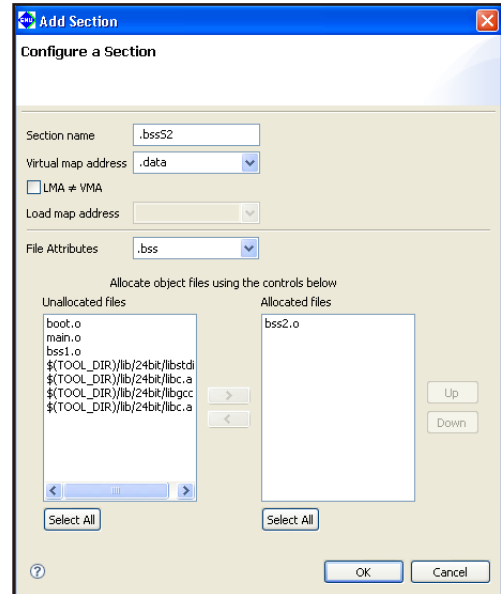 GNU Add Section
Configure a Section
Section name .bssS2
Virtual map address .data
LMA ≠ VMA
Load map address
File Attributes .bss
Allocate object files using the controls below
Unallocated files Allocated files
boot.o bss2.o
main.o
bss1.o
$(TOOL_DIR)/lib/24bit/libstdi
$(TOOL_DIR)/lib/24bit/libc.a
$(TOOL_DIR)/lib/24bit/libgcc
$(TOOL_DIR)/lib/24bit/libc.a
> Up
< Down
Select All Select All
? OK Cancel